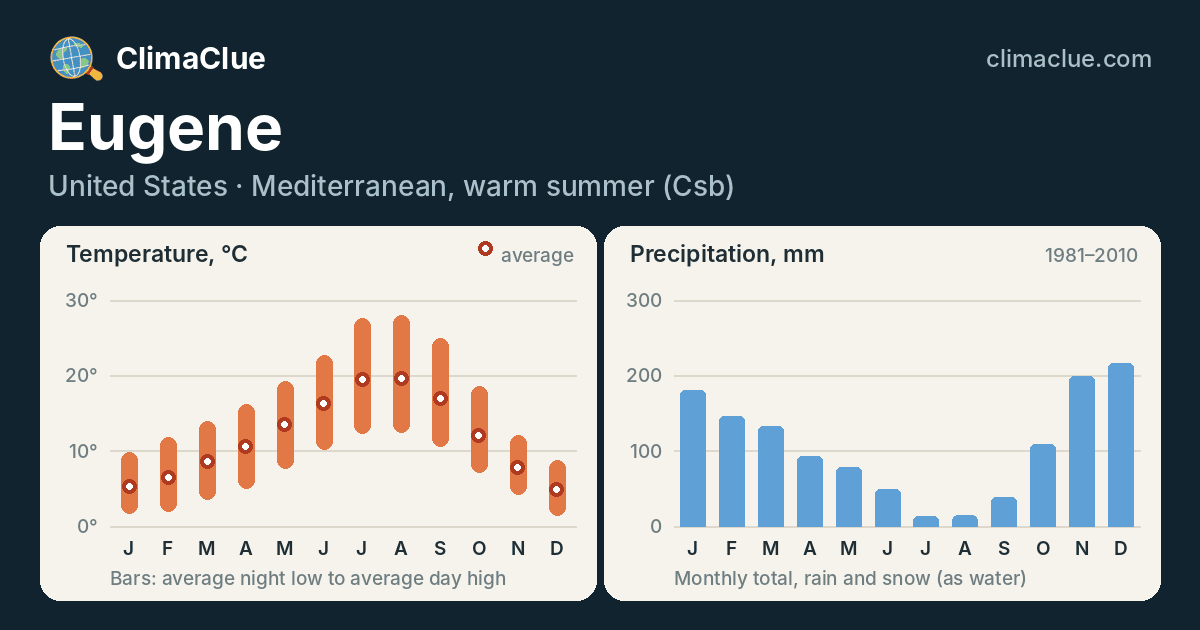 ClimaClue
climaclue.com
Eugene
United States · Mediterranean, warm summer (Csb)
Temperature, °C
average
30°
20°
10°
0°
J F M A M J J A S O N D
Bars: average night low to average day high
Precipitation, mm
1981–2010
300
200
100
0
J F M A M J J A S O N D
Monthly total, rain and snow (as water)